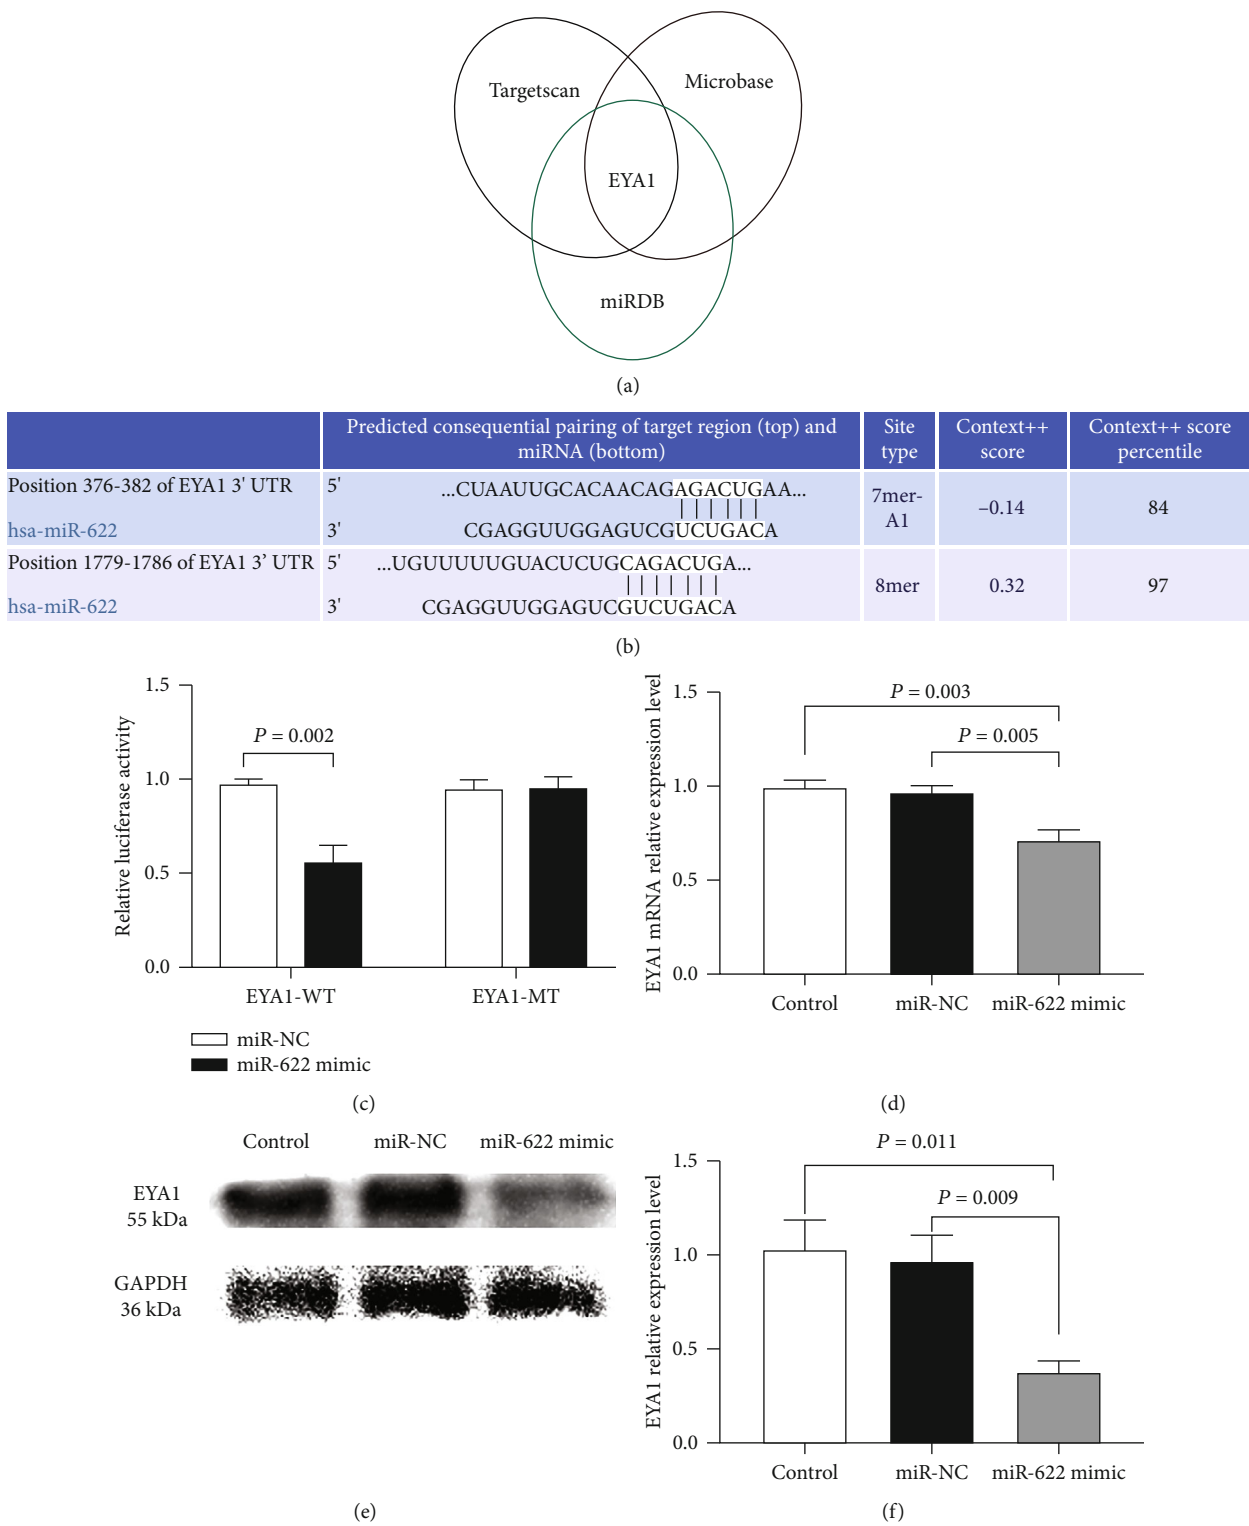 Targetscan
Microbase
EYA1
miRDB
(a)
Predicted consequential pairing of target region (top) and
miRNA (bottom)
Site
type
Context++
score
Context++ score
percentile
Position 376-382 of EYA1 3' UTR
5'
...CUAAUUGCACAACAGAGACUGAA...
hsa-miR-622
3'
CGAGGUUGGAGUCGUCUGACA
7mer-
A1
–0.14
84
Position 1779-1786 of EYA1 3' UTR
5'
...UGUUUUUGUACUCUGCAGACUGA...
hsa-miR-622
3'
CGAGGUUGGAGUCGUCUGACA
8mer
0.32
97
(b)
Relative luciferase activity
1.5
1.0
0.5
0.0
P = 0.002
EYA1-WT
EYA1-MT
miR-NC
miR-622 mimic
(c)
EYA1 mRNA relative expression level
1.5
1.0
0.5
0.0
P = 0.003
P = 0.005
Control
miR-NC
miR-622 mimic
(d)
Control
miR-NC
miR-622 mimic
EYA1
55 kDa
GAPDH
36 kDa
(e)
EYA1 relative expression level
1.5
1.0
0.5
0.0
P = 0.011
P = 0.009
Control
miR-NC
miR-622 mimic
(f)